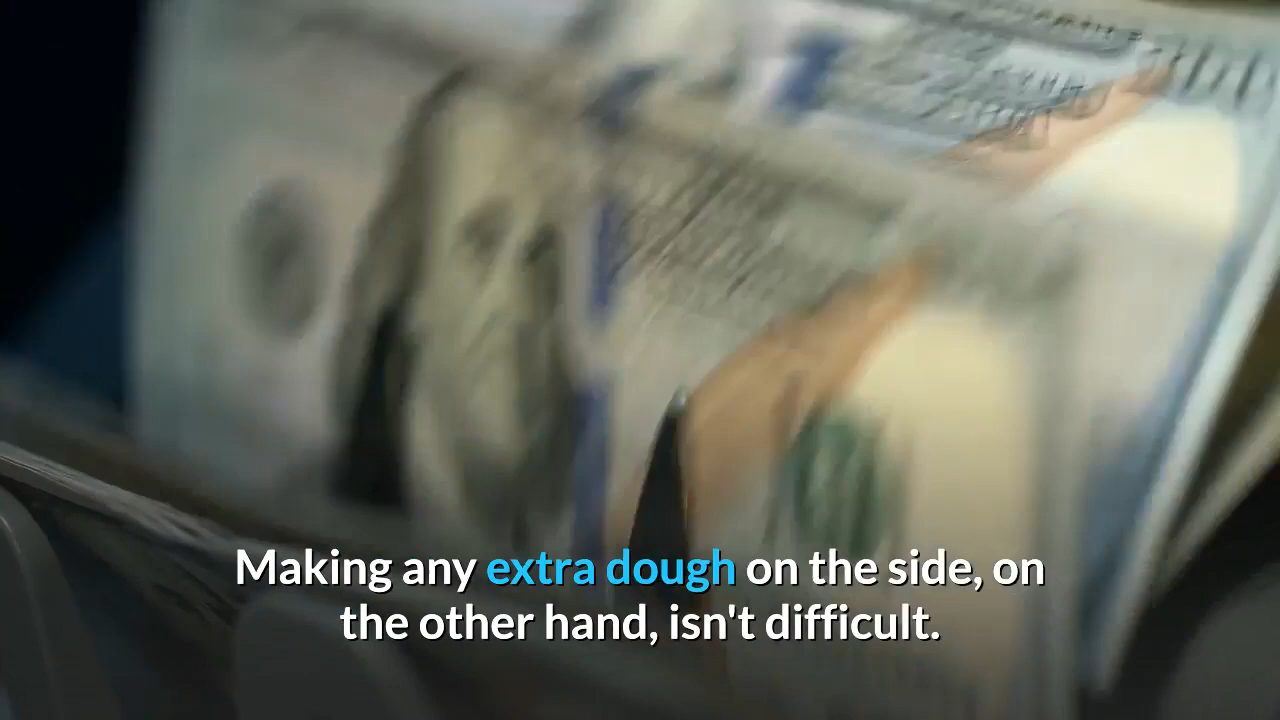 Making any extra dough on the side, on
the other hand, isn't difficult.